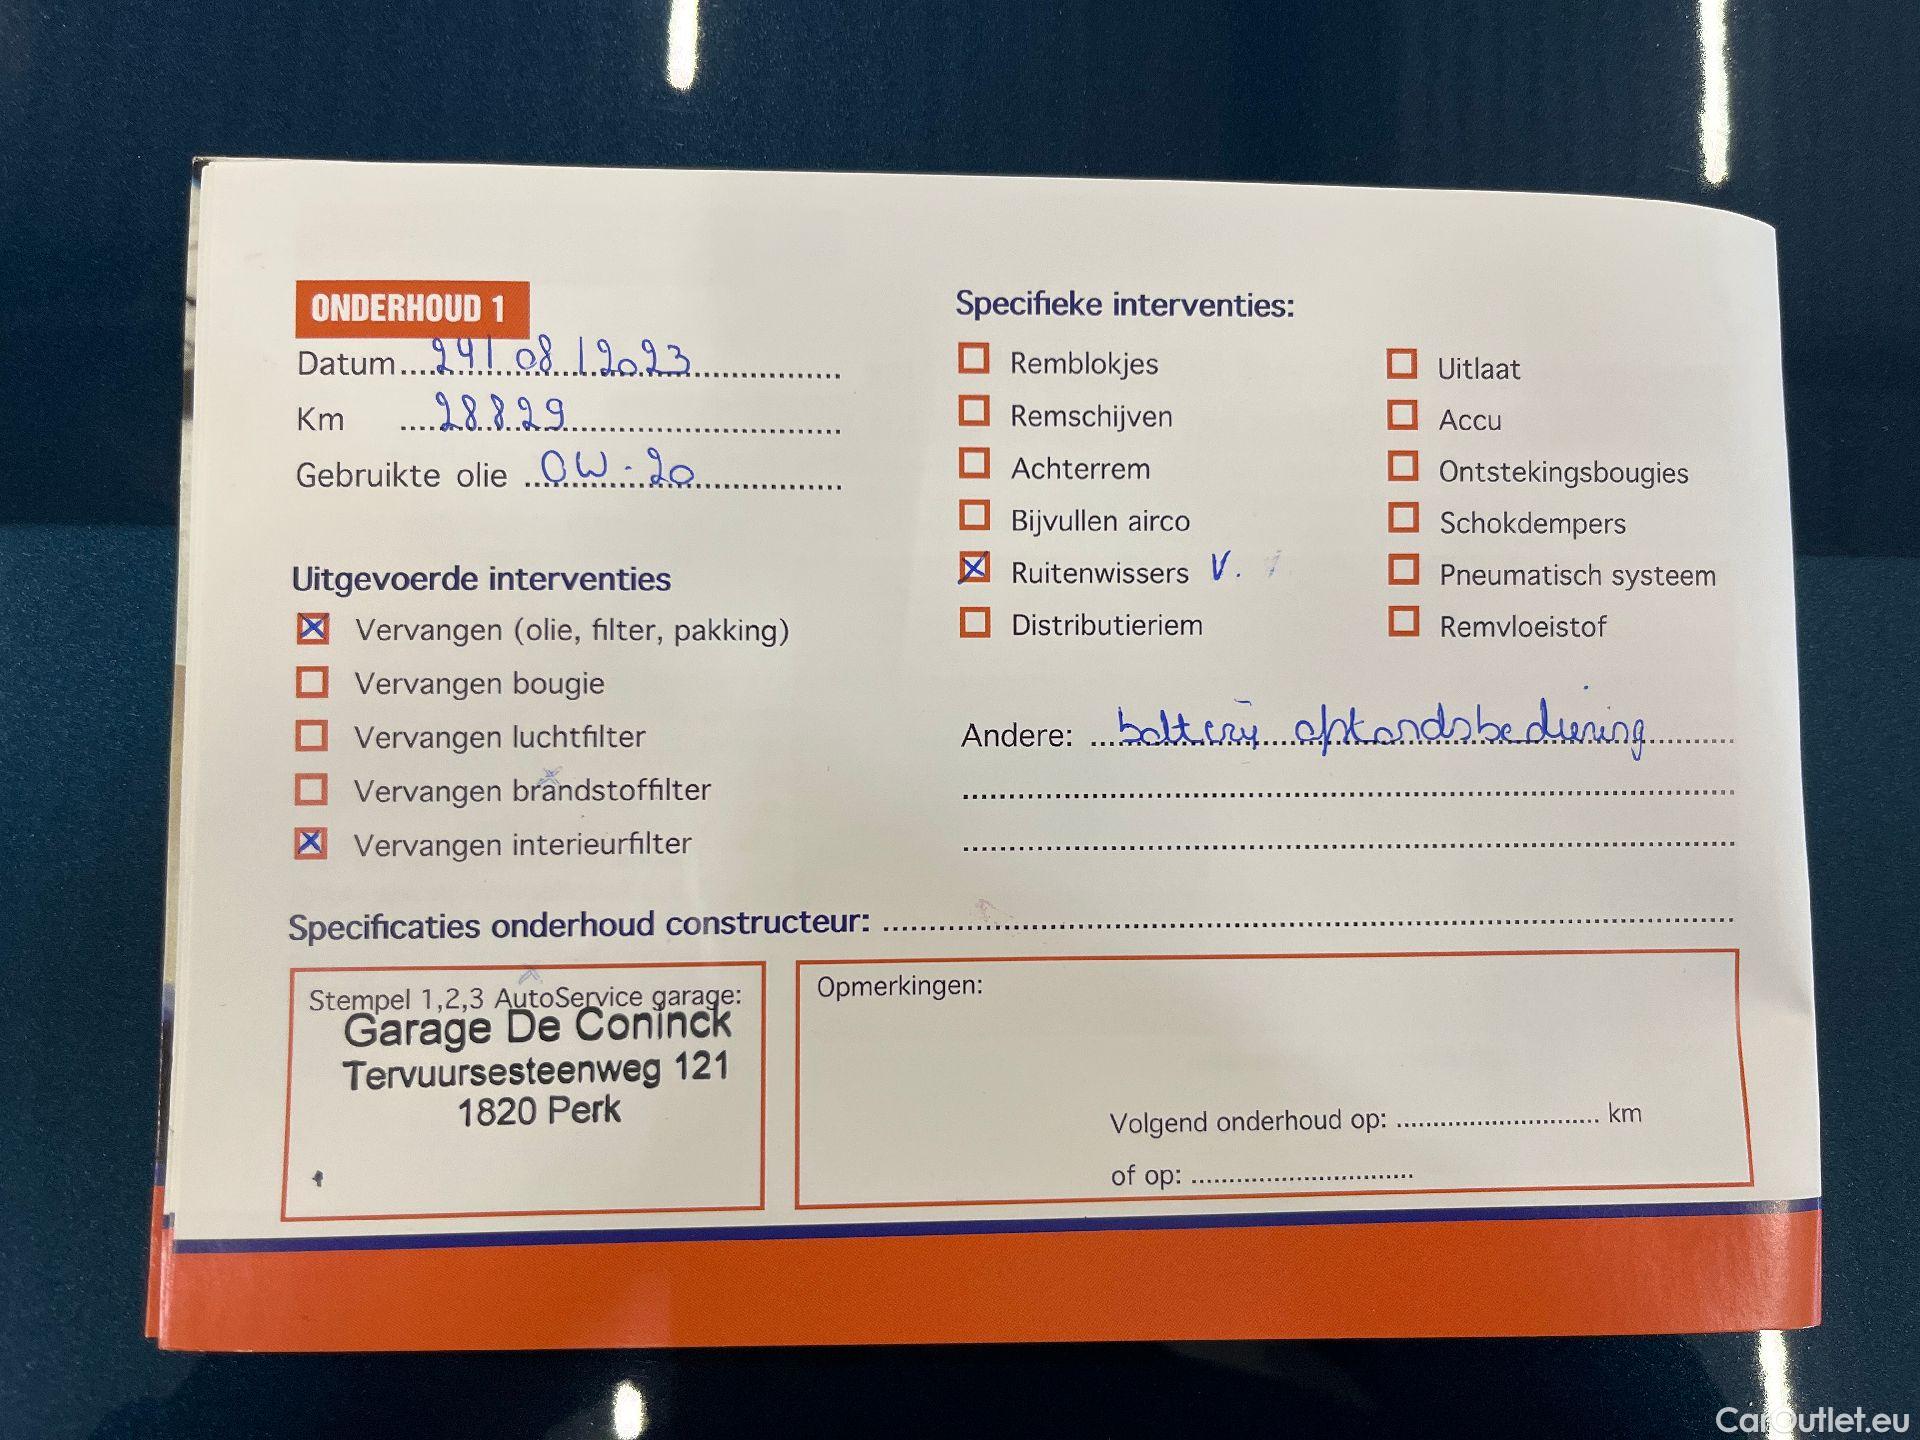 ONDERHOUD 1
Datum....24/08/2023....
Km ....28829....
Gebruikte olie ...0W-20....
Uitgevoerde interventies
☒ Vervangen (olie, filter, pakking)
☐ Vervangen bougie
☐ Vervangen luchtfilter
☐ Vervangen brandstoffilter
☒ Vervangen interieurfilter
Specifieke interventies:
☐ Remblokjes
☐ Remschijven
☐ Achterrem
☐ Bijvullen airco
☒ Ruitenwissers V.
☐ Distributieriem
☐ Uitlaat
☐ Accu
☐ Ontstekingsbougies
☐ Schokdempers
☐ Pneumatisch systeem
☐ Remvloeistof
Andere: ...batterij afstandsbediening....
Specificaties onderhoud constructeur: ....
Stempel 1,2,3 AutoService garage:
Garage De Coninck
Tervuursesteenweg 121
1820 Perk
Opmerkingen:
Volgend onderhoud op: .... km
of op: ....
CarOutlet.eu